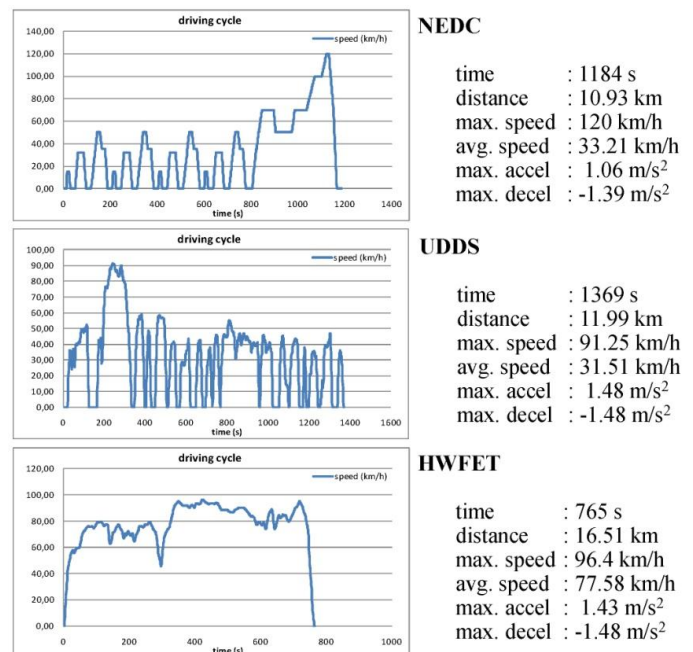 driving cycle
speed (km/h)
140,00
120,00
100,00
80,00
60,00
40,00
20,00
0,00
0 200 400 600 800 1000 1200 1400
time (s)
NEDC
time : 1184 s
distance : 10.93 km
max. speed : 120 km/h
avg. speed : 33.21 km/h
max. accel : 1.06 m/s²
max. decel : -1.39 m/s²
driving cycle
speed (km/h)
100,00
90,00
80,00
70,00
60,00
50,00
40,00
30,00
20,00
10,00
0,00
0 200 400 600 800 1000 1200 1400 1600
time (s)
UDDS
time : 1369 s
distance : 11.99 km
max. speed : 91.25 km/h
avg. speed : 31.51 km/h
max. accel : 1.48 m/s²
max. decel : -1.48 m/s²
driving cycle
speed (km/h)
120,00
100,00
80,00
60,00
40,00
20,00
0,00
0 200 400 600 800 1000
time (s)
HWFET
time : 765 s
distance : 16.51 km
max. speed : 96.4 km/h
avg. speed : 77.58 km/h
max. accel : 1.43 m/s²
max. decel : -1.48 m/s²